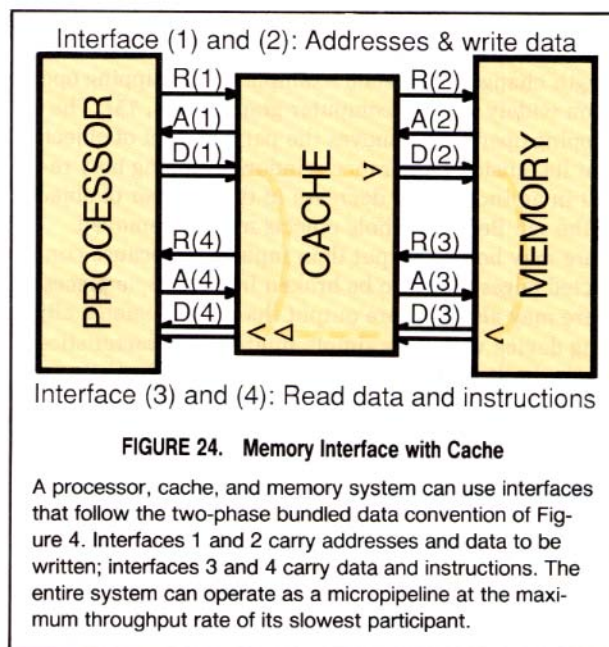 Interface (1) and (2): Addresses & write data
R(1)
R(2)
A(1)
A(2)
D(1)
D(2)
PROCESSOR
CACHE
MEMORY
R(4)
R(3)
A(4)
A(3)
D(4)
D(3)
Interface (3) and (4): Read data and instructions
FIGURE 24. Memory Interface with Cache
A processor, cache, and memory system can use interfaces
that follow the two-phase bundled data convention of Fig-
ure 4. Interfaces 1 and 2 carry addresses and data to be
written; interfaces 3 and 4 carry data and instructions. The
entire system can operate as a micropipeline at the maxi-
mum throughput rate of its slowest participant.